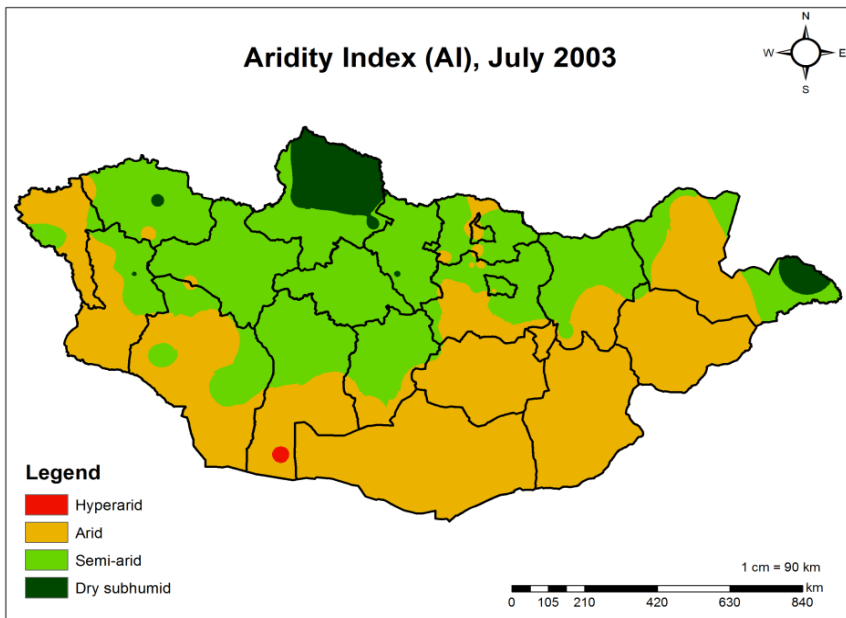 Aridity Index (AI), July 2003
N
W E
S
Legend
Hyperarid
Arid
Semi-arid
Dry subhumid
1 cm = 90 km
km
0 105 210 420 630 840